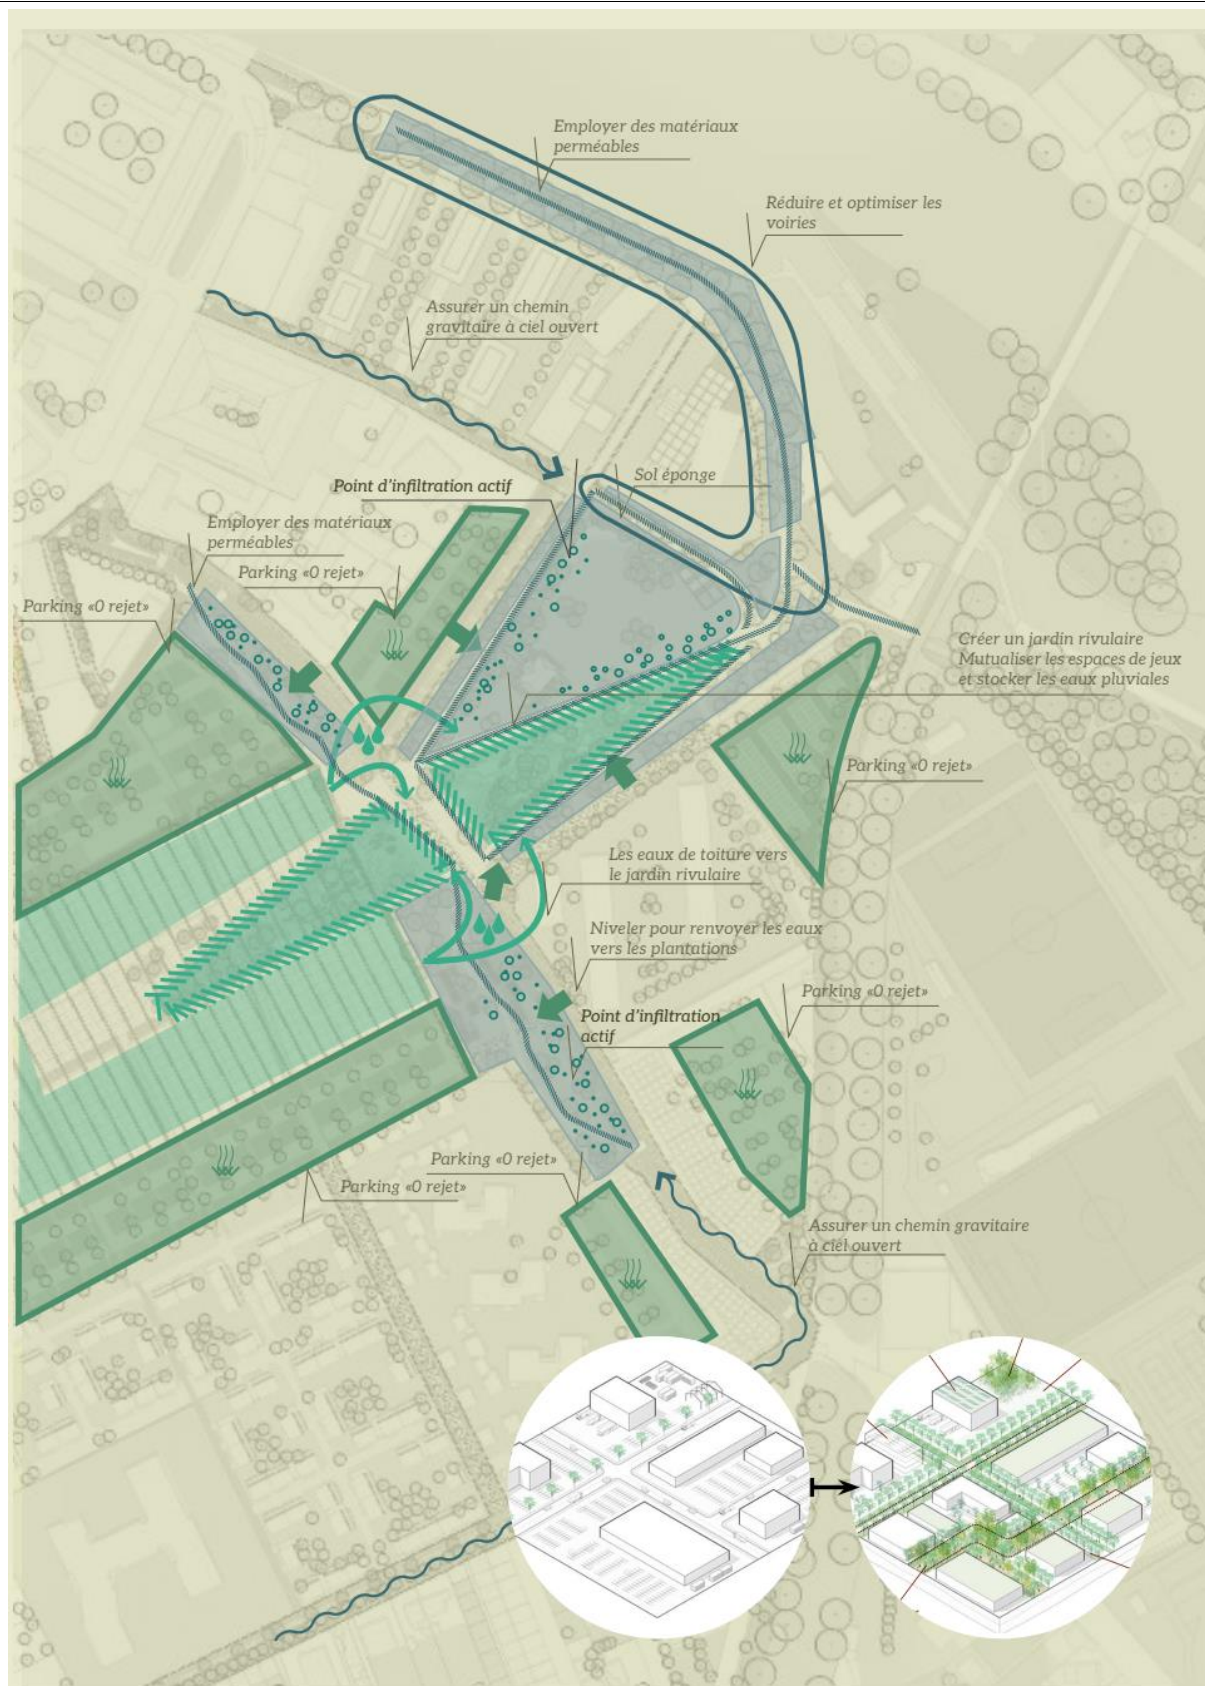 Employer des matériaux
perméables
Réduire et optimiser les
voiries
Assurer un chemin
gravitaire à ciel ouvert
Sol éponge
Point d'infiltration actif
Employer des matériaux
perméables
Parking «0 rejet»
Parking «0 rejet»
Créer un jardin rivulaire
Mutualiser les espaces de jeux
et stocker les eaux pluviales
Parking «0 rejet»
Les eaux de toiture vers
le jardin rivulaire
Niveler pour renvoyer les eaux
vers les plantations
Parking «0 rejet»
Point d'infiltration
actif
Parking «0 rejet»
Parking «0 rejet»
Assurer un chemin gravitaire
à ciel ouvert